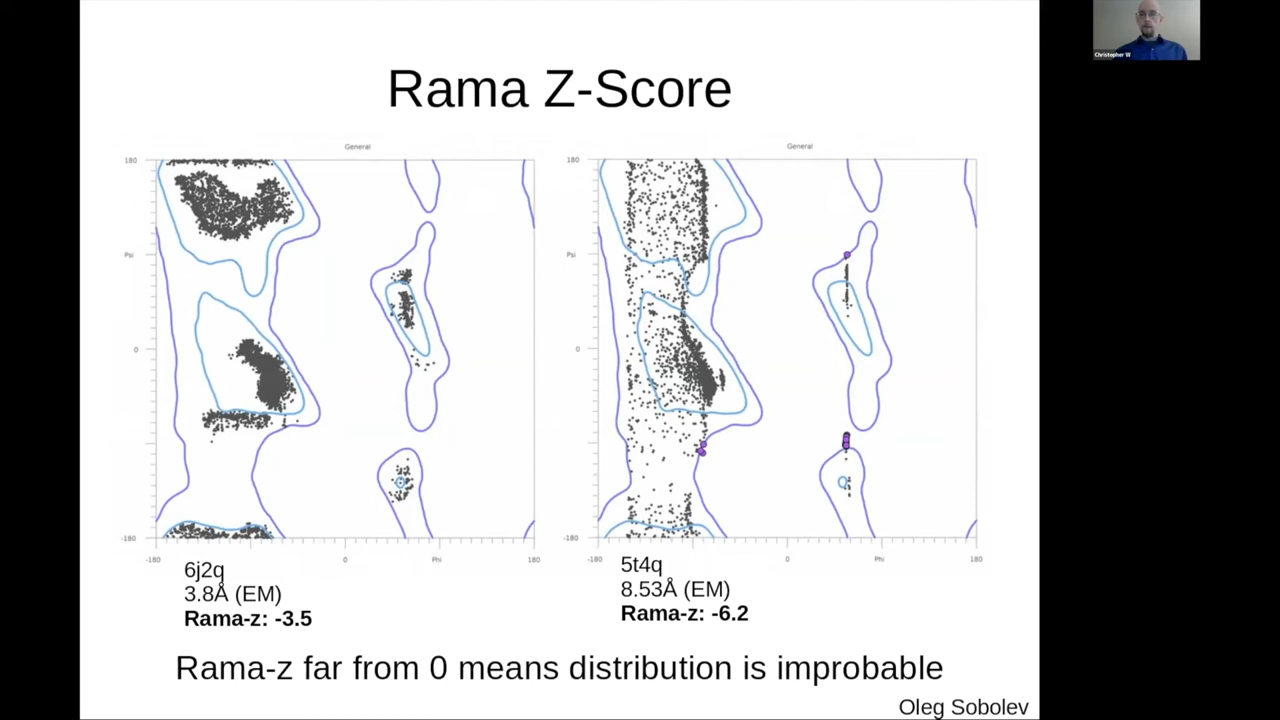 Christopher W
Rama Z-Score
General
General
180
180
Psi
Psi
0
0
-180
-180
-180
0
Phi
180
-180
0
Phi
180
6j2q
3.8Å (EM)
Rama-z: -3.5
5t4q
8.53Å (EM)
Rama-z: -6.2
Rama-z far from 0 means distribution is improbable
Oleg Sobolev